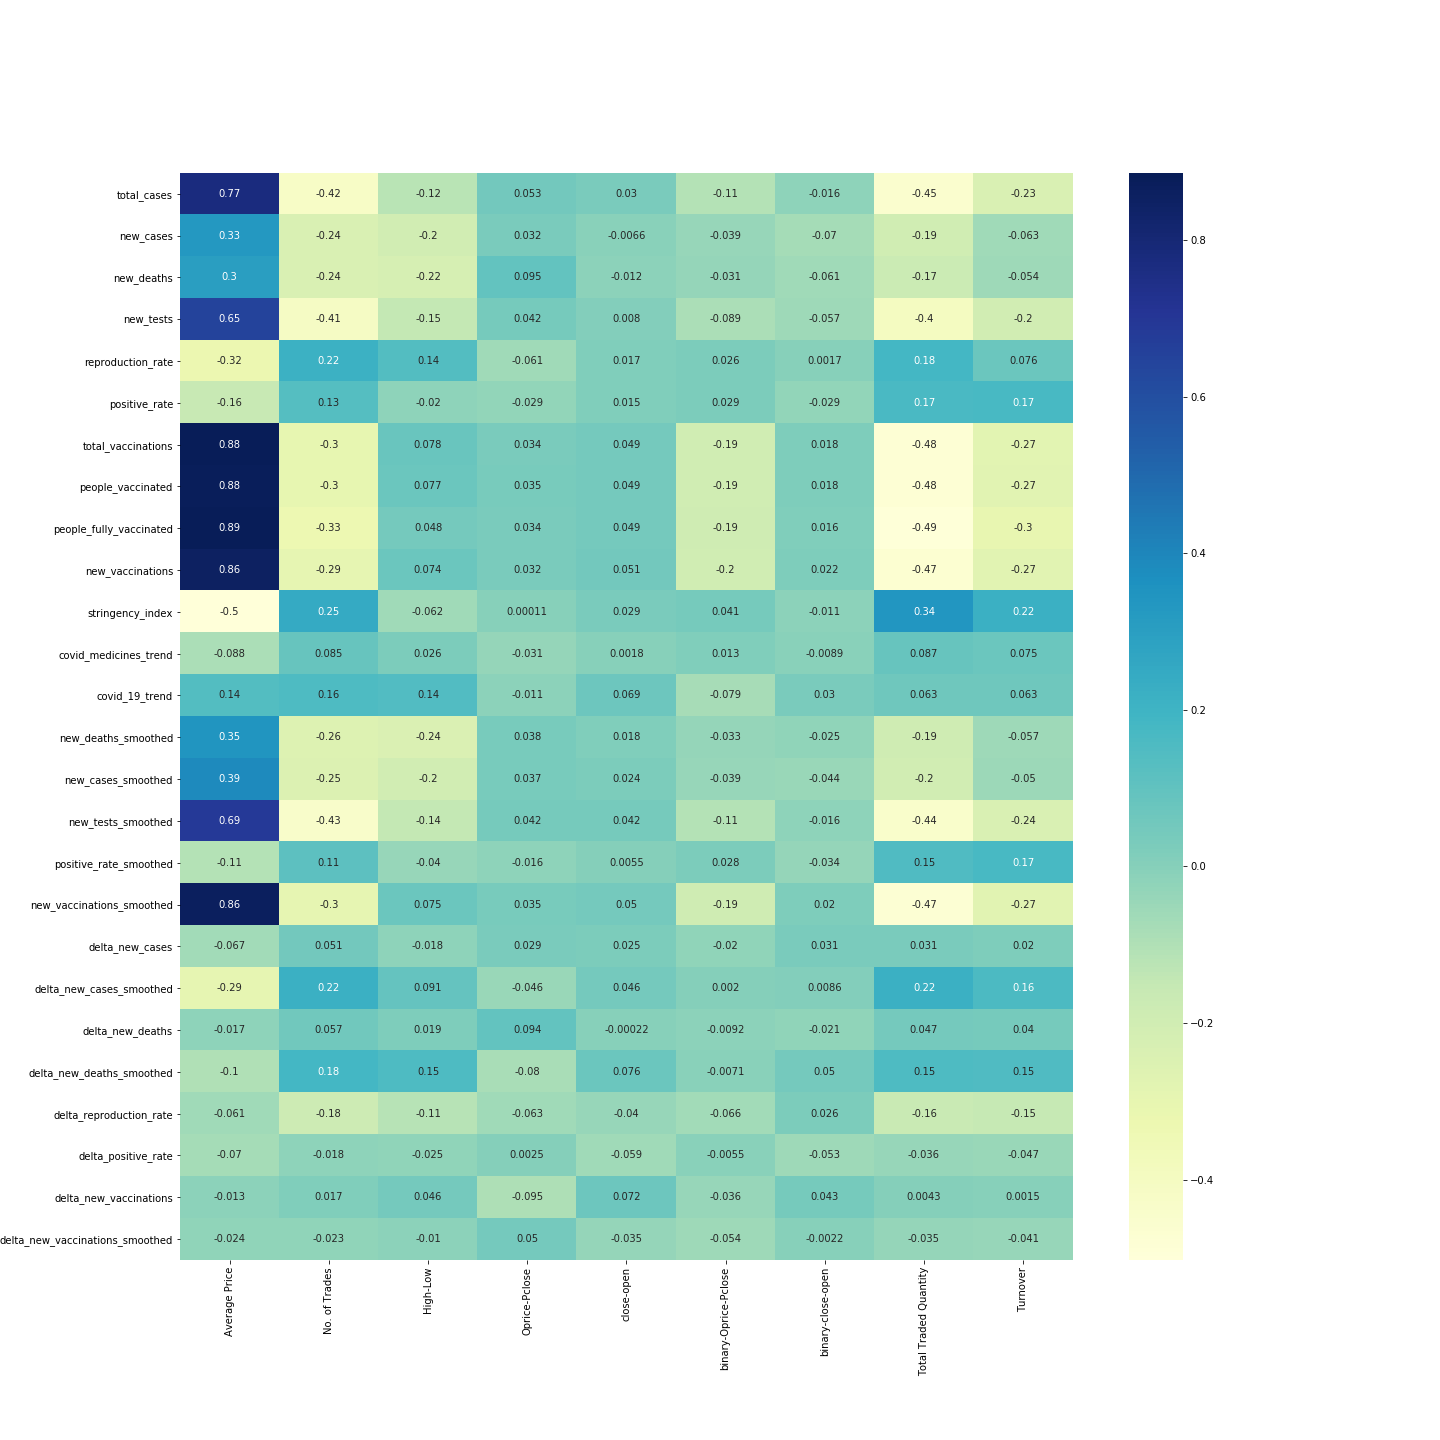 total_cases 0.77 -0.42 -0.12 0.053 0.03 -0.11 -0.016 -0.45 -0.23
new_cases 0.33 -0.24 -0.2 0.032 -0.0066 -0.039 -0.07 -0.19 -0.063
new_deaths 0.3 -0.24 -0.22 0.095 -0.012 -0.031 -0.061 -0.17 -0.054
new_tests 0.65 -0.41 -0.15 0.042 0.008 -0.089 -0.057 -0.4 -0.2
reproduction_rate -0.32 0.22 0.14 -0.061 0.017 0.026 0.0017 0.18 0.076
positive_rate -0.16 0.13 -0.02 -0.029 0.015 0.029 -0.029 0.17 0.17
total_vaccinations 0.88 -0.3 0.078 0.034 0.049 -0.19 0.018 -0.48 -0.27
people_vaccinated 0.88 -0.3 0.077 0.035 0.049 -0.19 0.018 -0.48 -0.27
people_fully_vaccinated 0.89 -0.33 0.048 0.034 0.049 -0.19 0.016 -0.49 -0.3
new_vaccinations 0.86 -0.29 0.074 0.032 0.051 -0.2 0.022 -0.47 -0.27
stringency_index -0.5 0.25 -0.062 0.00011 0.029 0.041 -0.011 0.34 0.22
covid_medicines_trend -0.088 0.085 0.026 -0.031 0.0018 0.013 -0.0089 0.087 0.075
covid_19_trend 0.14 0.16 0.14 -0.011 0.069 -0.079 0.03 0.063 0.063
new_deaths_smoothed 0.35 -0.26 -0.24 0.038 0.018 -0.033 -0.025 -0.19 -0.057
new_cases_smoothed 0.39 -0.25 -0.2 0.037 0.024 -0.039 -0.044 -0.2 -0.05
new_tests_smoothed 0.69 -0.43 -0.14 0.042 0.042 -0.11 -0.016 -0.44 -0.24
positive_rate_smoothed -0.11 0.11 -0.04 -0.016 0.0055 0.028 -0.034 0.15 0.17
new_vaccinations_smoothed 0.86 -0.3 0.075 0.035 0.05 -0.19 0.02 -0.47 -0.27
delta_new_cases -0.067 0.051 -0.018 0.029 0.025 -0.02 0.031 0.031 0.02
delta_new_cases_smoothed -0.29 0.22 0.091 -0.046 0.046 0.002 0.0086 0.22 0.16
delta_new_deaths -0.017 0.057 0.019 0.094 -0.00022 -0.0092 -0.021 0.047 0.04
delta_new_deaths_smoothed -0.1 0.18 0.15 -0.08 0.076 -0.0071 0.05 0.15 0.15
delta_reproduction_rate -0.061 -0.18 -0.11 -0.063 -0.04 -0.066 0.026 -0.16 -0.15
delta_positive_rate -0.07 -0.018 -0.025 0.0025 -0.059 -0.0055 -0.053 -0.036 -0.047
delta_new_vaccinations -0.013 0.017 0.046 -0.095 0.072 -0.036 0.043 0.0043 0.0015
delta_new_vaccinations_smoothed -0.024 -0.023 -0.01 0.05 -0.035 -0.054 -0.0022 -0.035 -0.041
Average Price
No. of Trades
High-Low
Oprice-Pclose
close-open
binary-Oprice-Pclose
binary-close-open
Total Traded Quantity
Turnover
0.8
0.6
0.4
0.2
0.0
−0.2
−0.4